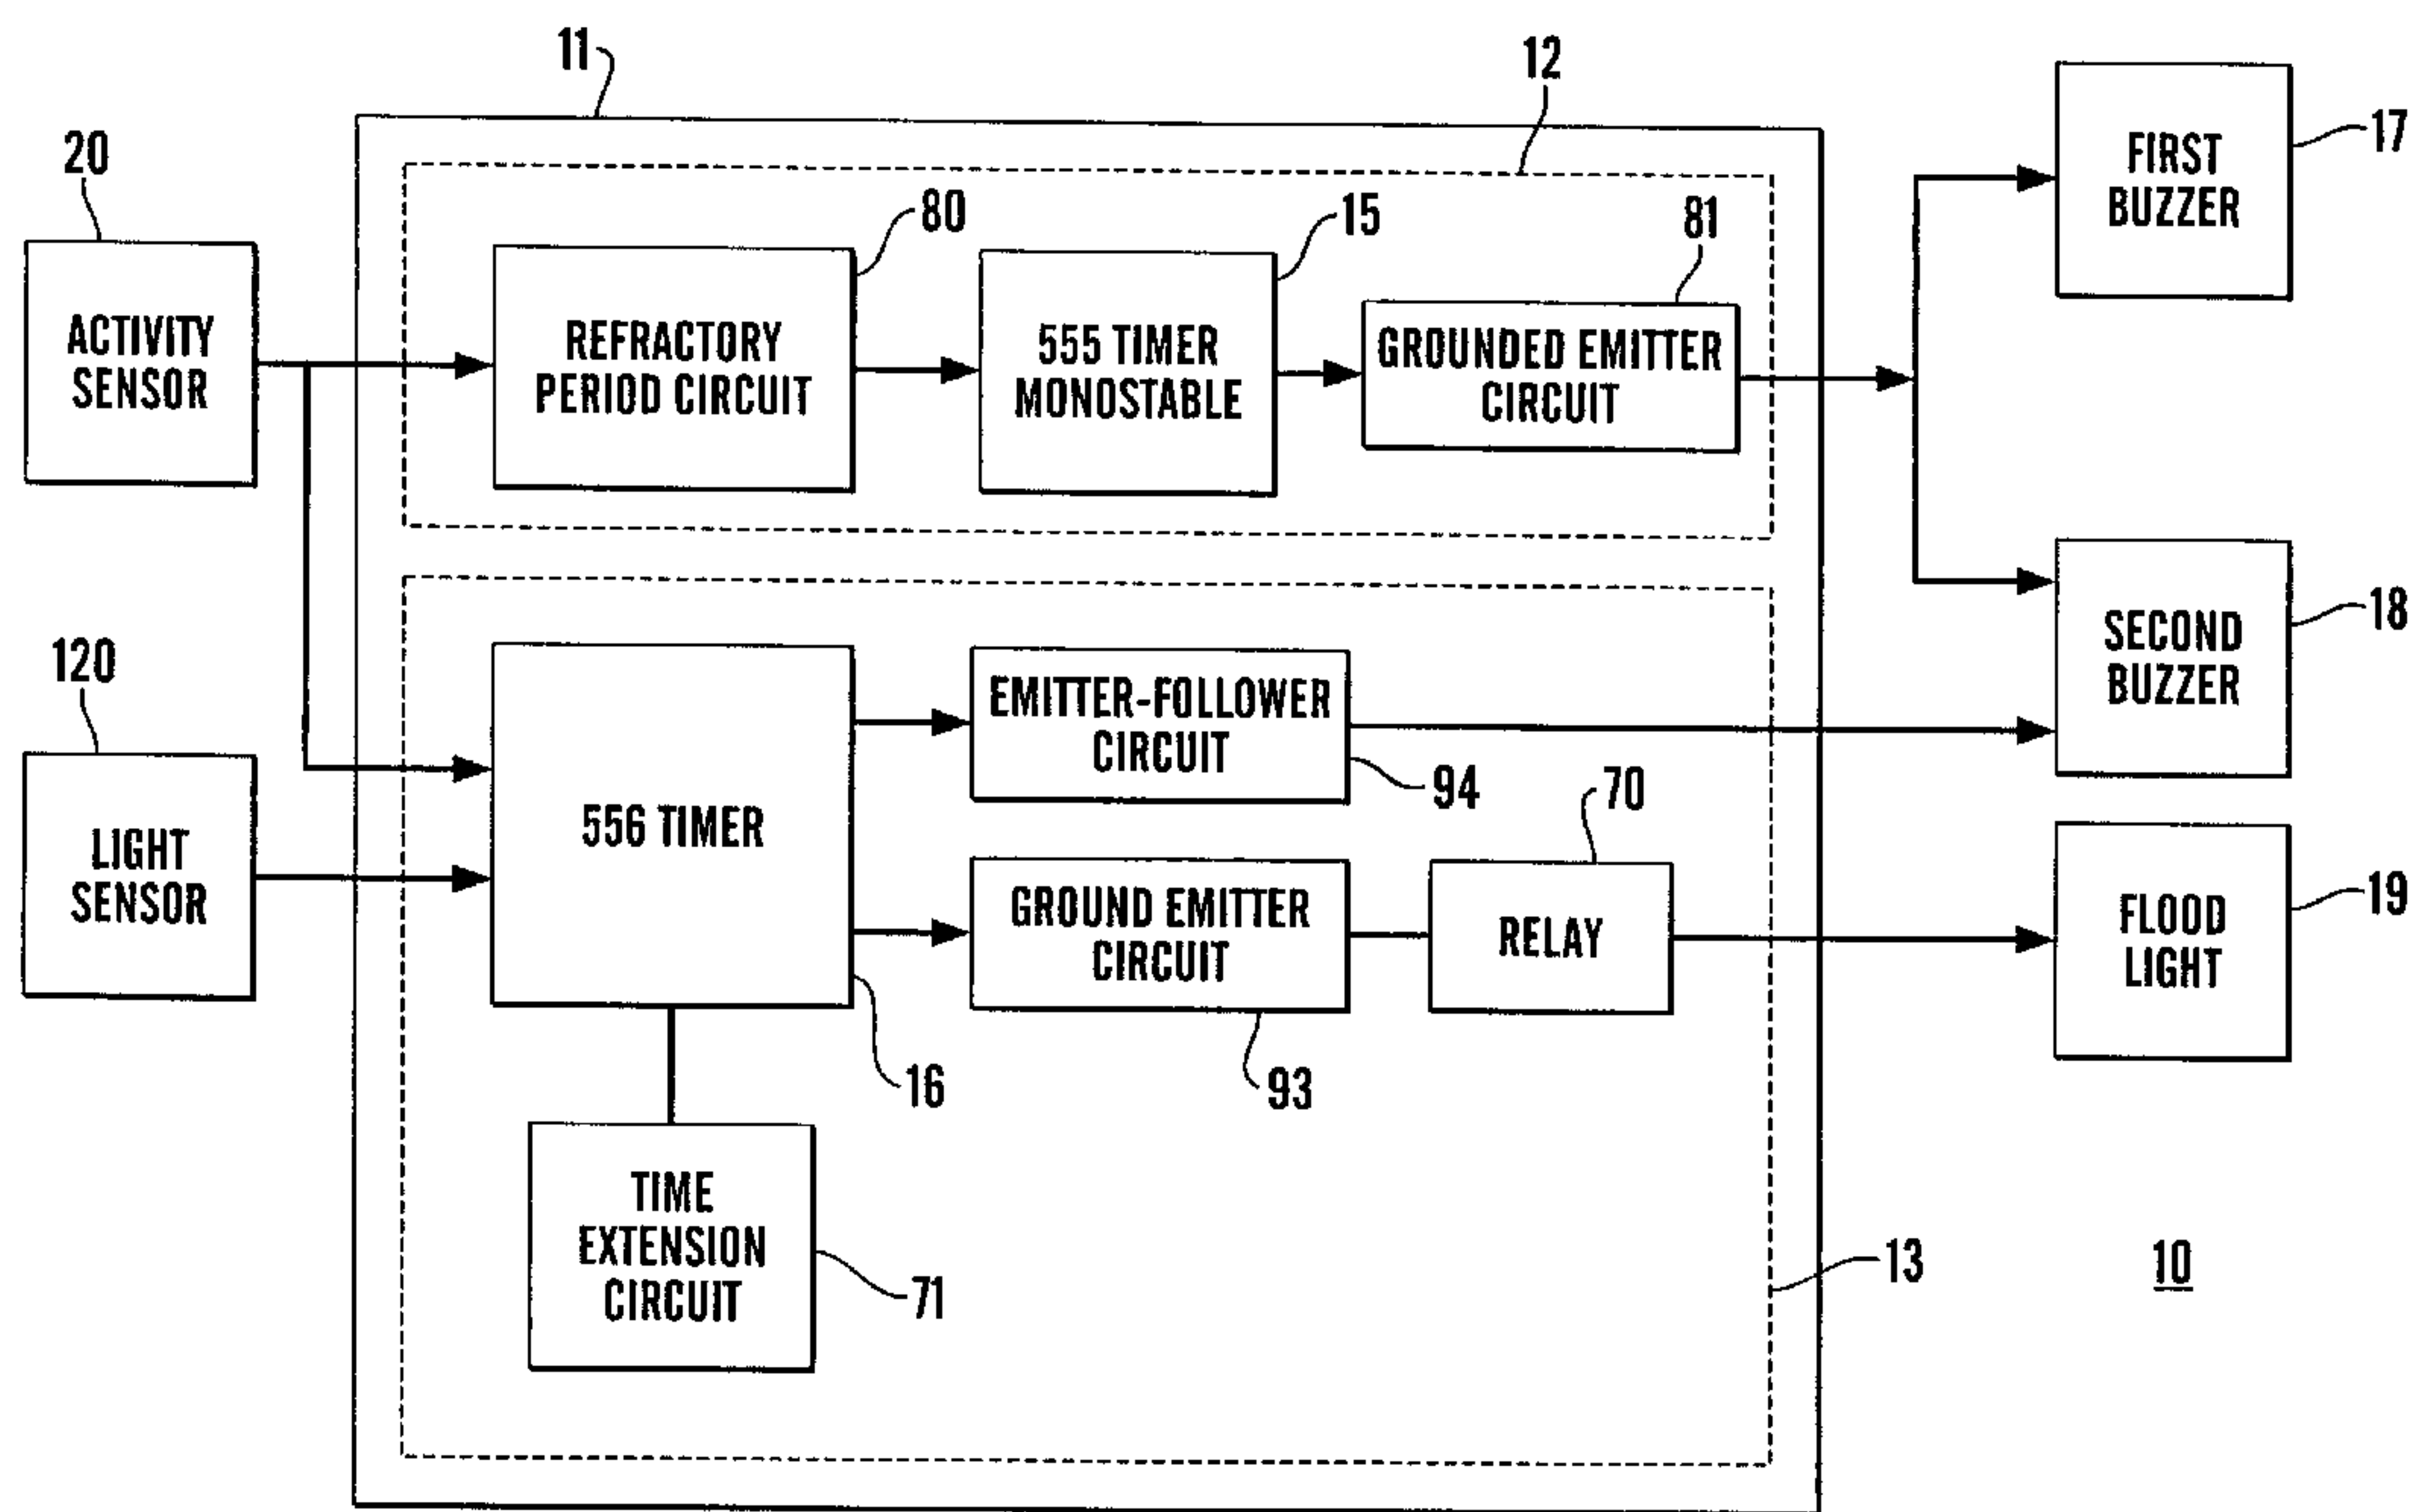 11
12
17
20
FIRST
BUZZER
80
15
81
ACTIVITY
SENSOR
REFRACTORY
PERIOD CIRCUIT
555 TIMER
MONOSTABLE
GROUNDED EMITTER
CIRCUIT
18
SECOND
BUZZER
120
EMITTER-FOLLOWER
CIRCUIT
94
70
556 TIMER
LIGHT
SENSOR
GROUND EMITTER
CIRCUIT
RELAY
19
FLOOD
LIGHT
16
93
TIME
EXTENSION
CIRCUIT
71
13
10